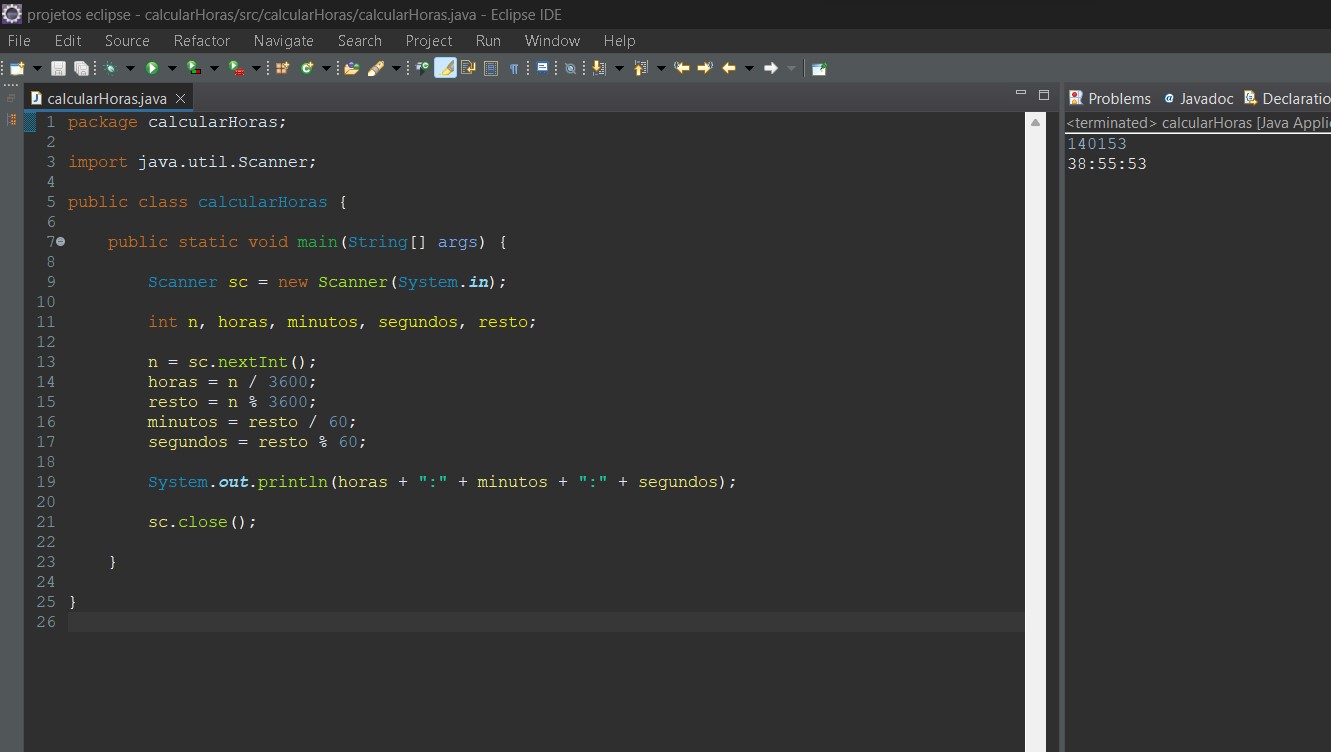 projetos eclipse - calcularHoras/src/calcularHoras/calcularHoras.java - Eclipse IDE
File Edit Source Refactor Navigate Search Project Run Window Help
calcularHoras.java
1 package calcularHoras;
2
3 import java.util.Scanner;
4
5 public class calcularHoras {
6
7 public static void main(String[] args) {
8
9 Scanner sc = new Scanner(System.in);
10
11 int n, horas, minutos, segundos, resto;
12
13 n = sc.nextInt();
14 horas = n / 3600;
15 resto = n % 3600;
16 minutos = resto / 60;
17 segundos = resto % 60;
18
19 System.out.println(horas + ":" + minutos + ":" + segundos);
20
21 sc.close();
22
23 }
24
25 }
26
Problems @ Javadoc Declaratio
<terminated> calcularHoras [Java Appli
140153
38:55:53